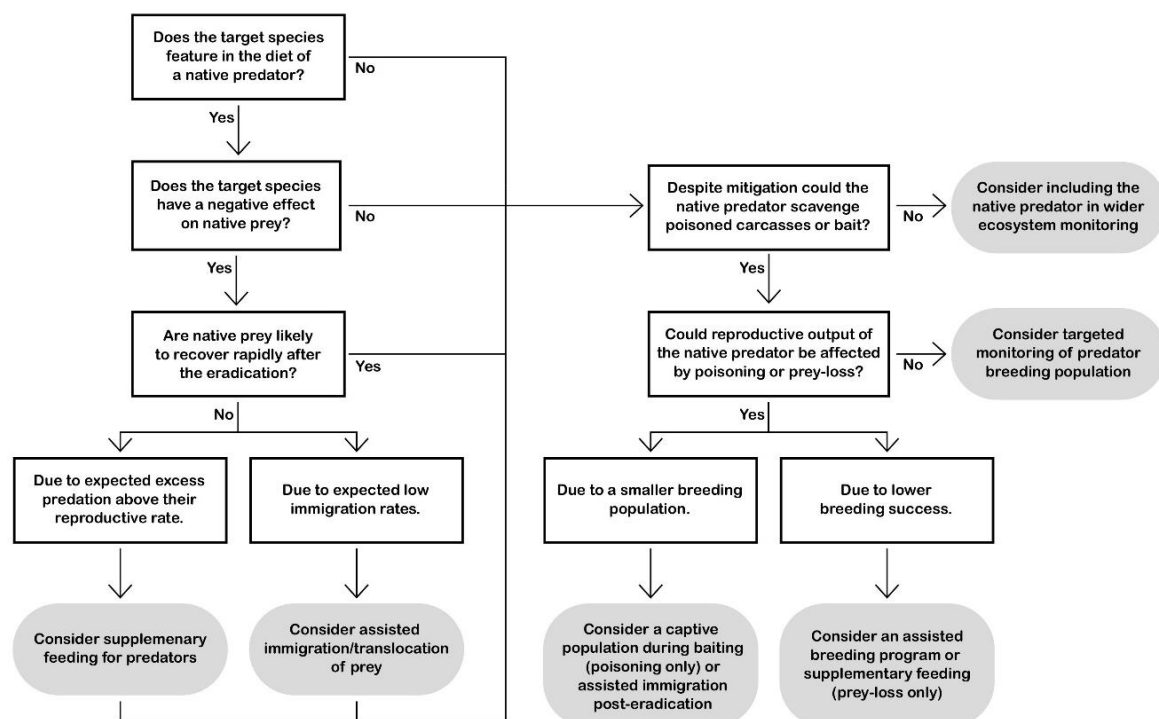 Does the target species
feature in the diet of
a native predator?
No
Yes
Does the target species
have a negative effect
on native prey?
No
Yes
Are native prey likely
to recover rapidly after
the eradication?
Yes
No
Due to expected excess
predation above their
reproductive rate.
Due to expected low
immigration rates.
Consider supplemenary
feeding for predators
Consider assisted
immigration/translocation
of prey
Despite mitigation could the
native predator scavenge
poisoned carcasses or bait?
No
Consider including the
native predator in wider
ecosystem monitoring
Yes
Could reproductive output of
the native predator be affected
by poisoning or prey-loss?
No
Consider targeted
monitoring of predator
breeding population
Yes
Due to a smaller breeding
population.
Due to lower
breeding success.
Consider a captive
population during baiting
(poisoning only) or
assisted immigration
post-eradication
Consider an assisted
breeding program or
supplementary feeding
(prey-loss only)